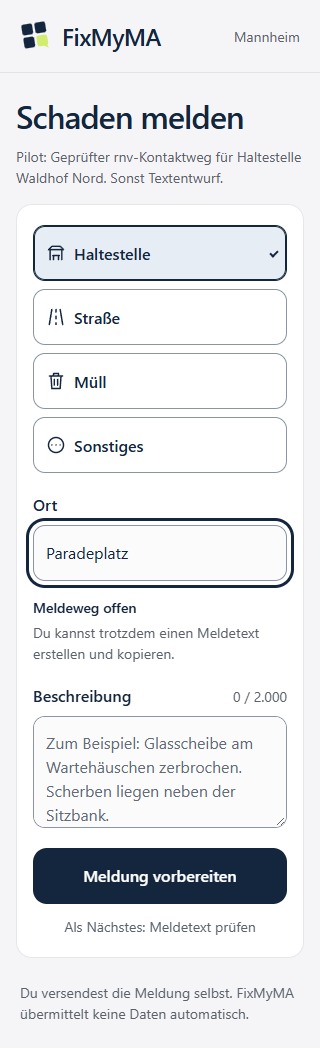 FixMyMA
Mannheim
Schaden melden
Pilot: Geprüfter rnv-Kontaktweg für Haltestelle
Waldhof Nord. Sonst Textentwurf.
Haltestelle
Straße
Müll
Sonstiges
Ort
Paradeplatz
Meldeweg offen
Du kannst trotzdem einen Meldetext
erstellen und kopieren.
Beschreibung
0 / 2.000
Zum Beispiel: Glasscheibe am
Wartehäuschen zerbrochen.
Scherben liegen neben der
Sitzbank.
Meldung vorbereiten
Als Nächstes: Meldetext prüfen
Du versendest die Meldung selbst. FixMyMA
übermittelt keine Daten automatisch.